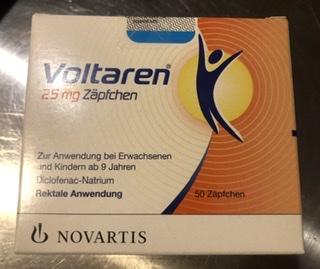 Voltaren®
25 mg Zäpfchen
Zur Anwendung bei Erwachsenen
und Kindern ab 9 Jahren
Diclofenac-Natrium
Rektale Anwendung
50 Zäpfchen
NOVARTIS